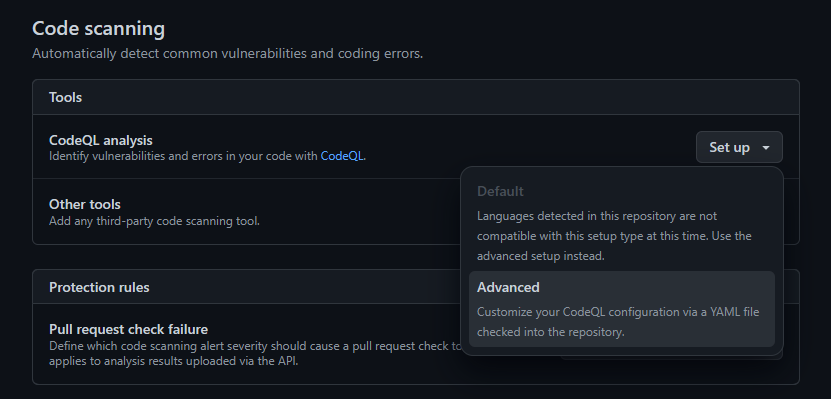 Code scanning
Automatically detect common vulnerabilities and coding errors.
Tools
CodeQL analysis
Identify vulnerabilities and errors in your code with CodeQL.
Set up
Other tools
Add any third-party code scanning tool.
Default
Languages detected in this repository are not
compatible with this setup type at this time. Use the
advanced setup instead.
Advanced
Customize your CodeQL configuration via a YAML file
checked into the repository.
Protection rules
Pull request check failure
Define which code scanning alert severity should cause a pull request check to
applies to analysis results uploaded via the API.